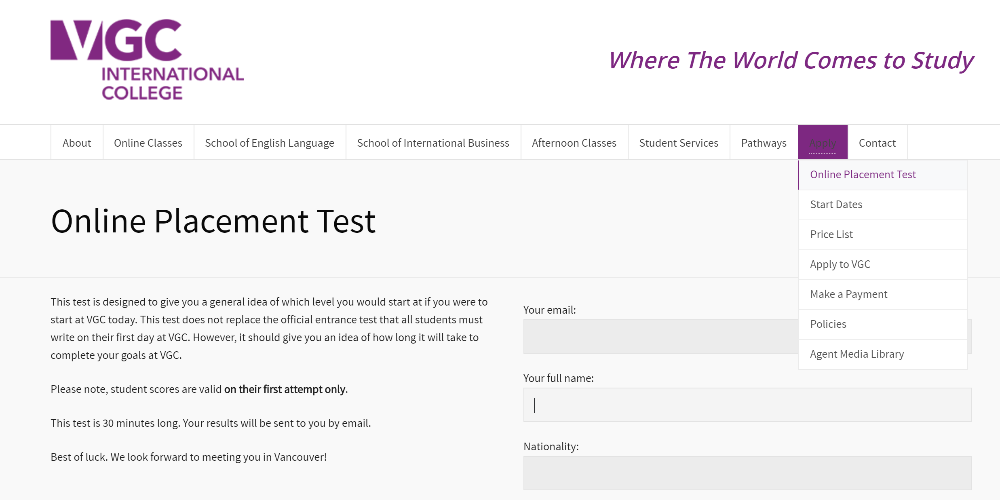 VGC
INTERNATIONAL
COLLEGE
Where The World Comes to Study
About
Online Classes
School of English Language
School of International Business
Afternoon Classes
Student Services
Pathways
Apply
Contact
Online Placement Test
Start Dates
Price List
Apply to VGC
Make a Payment
Policies
Agent Media Library
Online Placement Test
This test is designed to give you a general idea of which level you would start at if you were to
start at VGC today. This test does not replace the official entrance test that all students must
write on their first day at VGC. However, it should give you an idea of how long it will take to
complete your goals at VGC.
Please note, student scores are valid on their first attempt only.
This test is 30 minutes long. Your results will be sent to you by email.
Best of luck. We look forward to meeting you in Vancouver!
Your email:
Your full name:
Nationality: